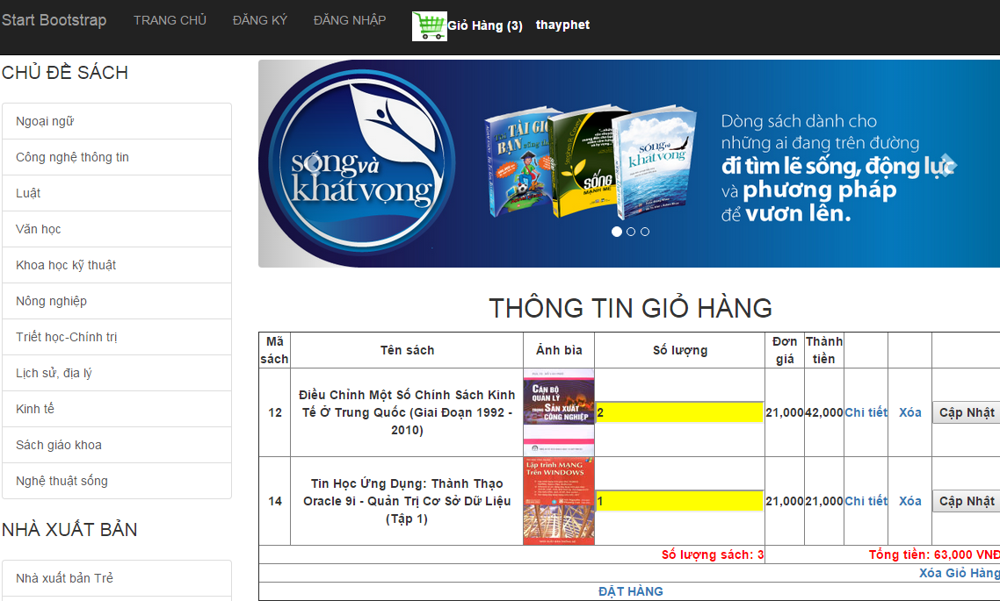 Start Bootstrap TRANG CHỦ ĐĂNG KÝ ĐĂNG NHẬP Giỏ Hàng (3) thayphet
CHỦ ĐỀ SÁCH
Ngoại ngữ
Công nghệ thông tin
Luật
Văn học
Khoa học kỹ thuật
Nông nghiệp
Triết học-Chính trị
Lịch sử, địa lý
Kinh tế
Sách giáo khoa
Nghệ thuật sống
NHÀ XUẤT BẢN
Nhà xuất bản Trẻ
sống và
khát vọng
TÀI GIỎI
BẠN
SỐNG
MẠNH MẼ
sống và
khát vọng
Dòng sách dành cho
những ai đang trên đường
đi tìm lẽ sống, động lực
và phương pháp
để vươn lên.
THÔNG TIN GIỎ HÀNG
Mã sách Tên sách Ảnh bìa Số lượng Đơn giá Thành tiền
12 Điều Chỉnh Một Số Chính Sách Kinh
Tế Ở Trung Quốc (Giai Đoạn 1992 -
2010)
CÁN BỘ
QUẢN LÝ
TRONG SẢN XUẤT
CÔNG NGHIỆP
2 21,000 42,000 Chi tiết Xóa Cập Nhật
14 Tin Học Ứng Dụng: Thành Thạo
Oracle 9i - Quản Trị Cơ Sở Dữ Liệu
(Tập 1)
Lập trình MẠNG
Trên WINDOWS
1 21,000 21,000 Chi tiết Xóa Cập Nhật
Số lượng sách: 3 Tổng tiền: 63,000 VNĐ
Xóa Giỏ Hàng
ĐẶT HÀNG